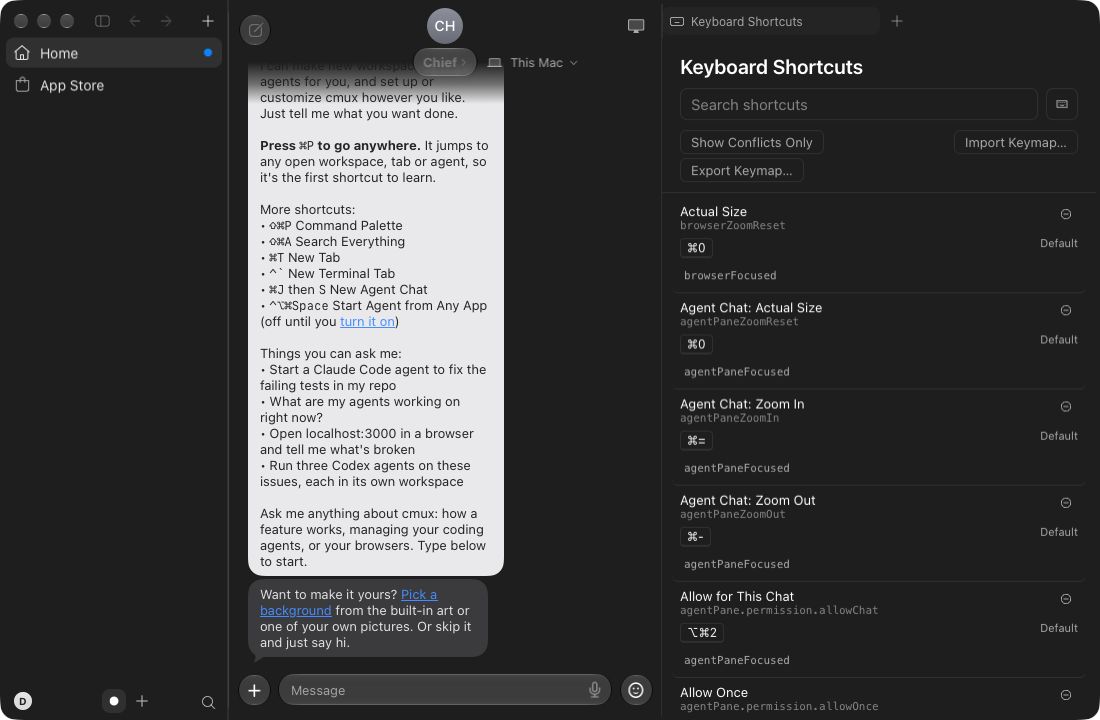 Home
App Store
D
CH
Chief
This Mac
I can make new workspa
agents for you, and set up or
customize cmux however you like.
Just tell me what you want done.
Press ⌘P to go anywhere. It jumps to
any open workspace, tab or agent, so
it's the first shortcut to learn.
More shortcuts:
• ⇧⌘P Command Palette
• ⇧⌘A Search Everything
• ⌘T New Tab
• ^` New Terminal Tab
• ⌘J then S New Agent Chat
• ^⌥⌘Space Start Agent from Any App
(off until you turn it on)
Things you can ask me:
• Start a Claude Code agent to fix the
failing tests in my repo
• What are my agents working on
right now?
• Open localhost:3000 in a browser
and tell me what's broken
• Run three Codex agents on these
issues, each in its own workspace
Ask me anything about cmux: how a
feature works, managing your coding
agents, or your browsers. Type below
to start.
Want to make it yours? Pick a
background from the built-in art or
one of your own pictures. Or skip it
and just say hi.
Message
Keyboard Shortcuts
Keyboard Shortcuts
Search shortcuts
Show Conflicts Only
Import Keymap...
Export Keymap...
Actual Size
browserZoomReset
⌘0
Default
browserFocused
Agent Chat: Actual Size
agentPaneZoomReset
⌘0
Default
agentPaneFocused
Agent Chat: Zoom In
agentPaneZoomIn
⌘=
Default
agentPaneFocused
Agent Chat: Zoom Out
agentPaneZoomOut
⌘-
Default
agentPaneFocused
Allow for This Chat
agentPane.permission.allowChat
⌥⌘2
Default
agentPaneFocused
Allow Once
agentPane.permission.allowOnce